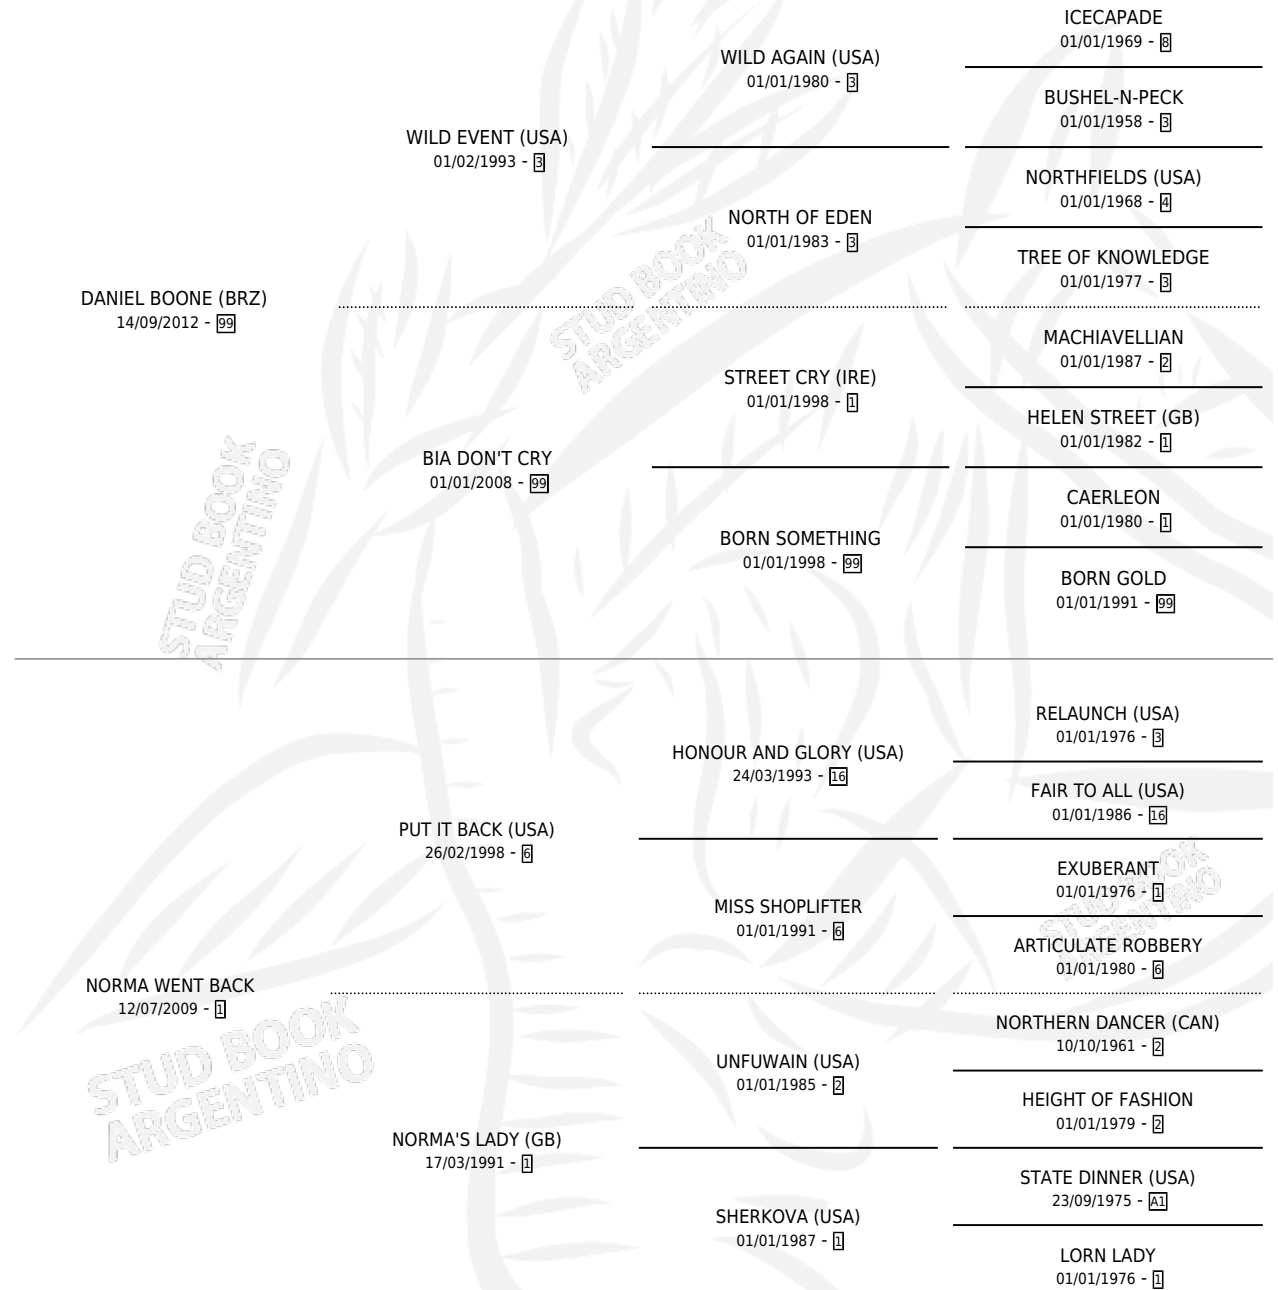 ICECAPADE
01/01/1969 - 8
WILD AGAIN (USA)
01/01/1980 - 3
BUSHEL-N-PECK
01/01/1958 - 3
WILD EVENT (USA)
01/02/1993 - 3
NORTHFIELDS (USA)
01/01/1968 - 4
NORTH OF EDEN
01/01/1983 - 3
TREE OF KNOWLEDGE
01/01/1977 - 3
DANIEL BOONE (BRZ)
14/09/2012 - 99
MACHIAVELLIAN
01/01/1987 - 2
STREET CRY (IRE)
01/01/1998 - 1
HELEN STREET (GB)
01/01/1982 - 1
BIA DON'T CRY
01/01/2008 - 99
CAERLEON
01/01/1980 - 1
BORN SOMETHING
01/01/1998 - 99
BORN GOLD
01/01/1991 - 99
RELAUNCH (USA)
01/01/1976 - 3
HONOUR AND GLORY (USA)
24/03/1993 - 16
FAIR TO ALL (USA)
01/01/1986 - 16
PUT IT BACK (USA)
26/02/1998 - 6
EXUBERANT
01/01/1976 - 1
MISS SHOPLIFTER
01/01/1991 - 6
ARTICULATE ROBBERY
01/01/1980 - 6
NORMA WENT BACK
12/07/2009 - 1
NORTHERN DANCER (CAN)
10/10/1961 - 2
UNFUWAIN (USA)
01/01/1985 - 2
HEIGHT OF FASHION
01/01/1979 - 2
NORMA'S LADY (GB)
17/03/1991 - 1
STATE DINNER (USA)
23/09/1975 - A1
SHERKOVA (USA)
01/01/1987 - 1
LORN LADY
01/01/1976 - 1
STUD BOOK
ARGENTINO
STUD BOOK
ARGENTINO
STUD BOOK
ARGENTINO
STUD BOOK
ARGENTINO